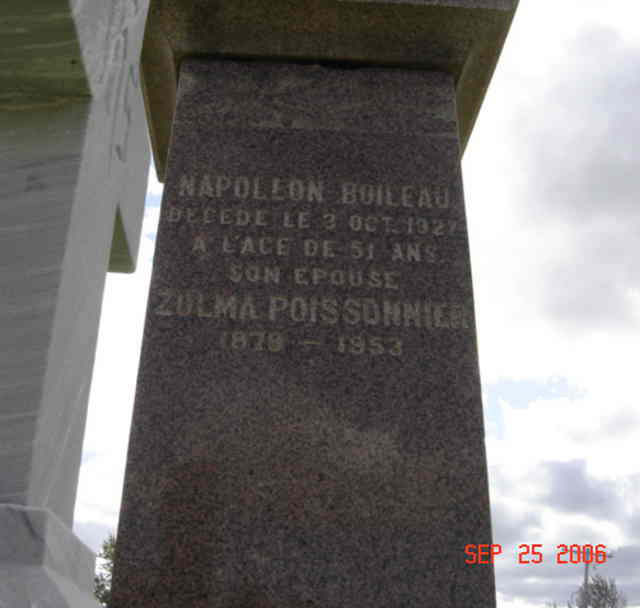 NAPOLEON BOILEAU
DECEDE LE 3 OCT. 1927
A L'AGE DE 51 ANS.
SON EPOUSE
ZULMA POISSONNIER
1878 — 1953
SEP 25 2006